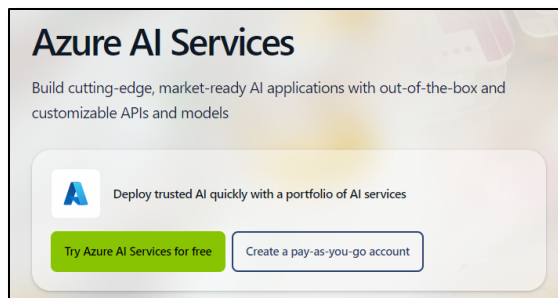 Azure AI Services
Build cutting-edge, market-ready AI applications with out-of-the-box and
customizable APIs and models
Deploy trusted AI quickly with a portfolio of AI services
Try Azure AI Services for free
Create a pay-as-you-go account